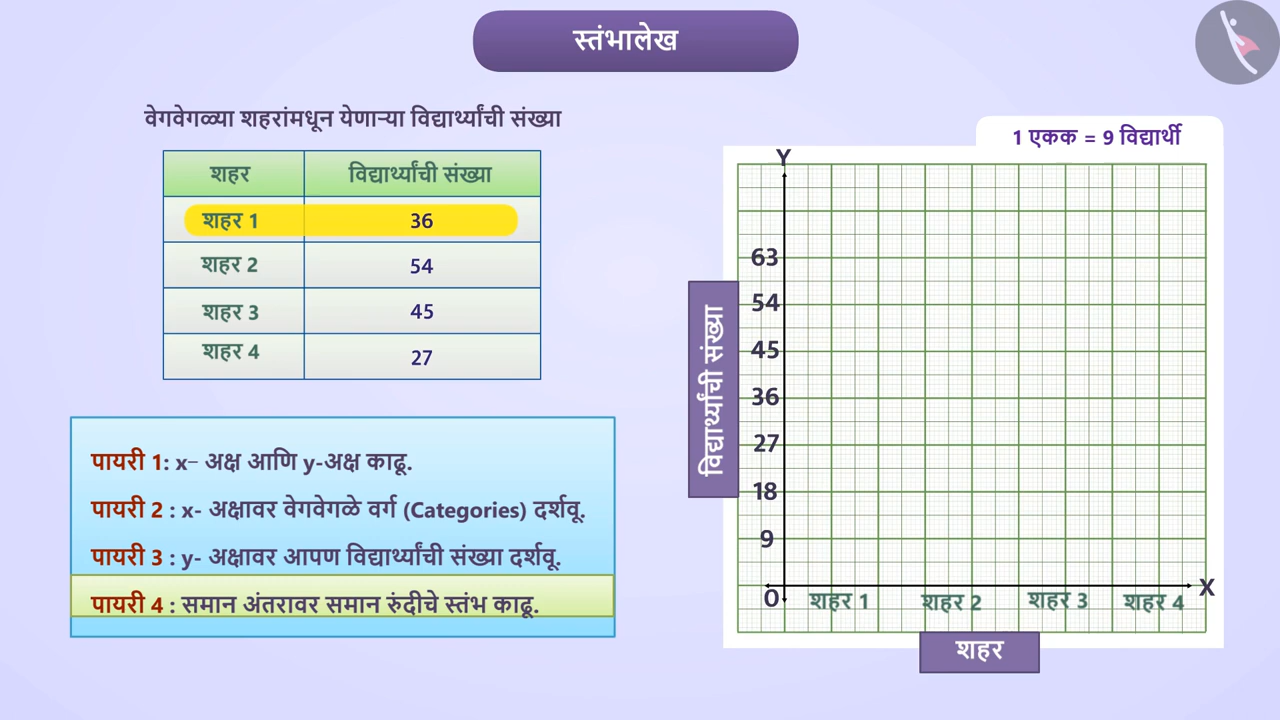 स्तंभालेख
वेगवेगळ्या शहरांमधून येणाऱ्या विद्यार्थ्यांची संख्या
शहर विद्यार्थ्यांची संख्या
शहर 1 36
शहर 2 54
शहर 3 45
शहर 4 27
पायरी 1: x- अक्ष आणि y-अक्ष काढू.
पायरी 2 : x- अक्षावर वेगवेगळे वर्ग (Categories) दर्शवू.
पायरी 3 : y- अक्षावर आपण विद्यार्थ्यांची संख्या दर्शवू.
पायरी 4 : समान अंतरावर समान रुंदीचे स्तंभ काढू.
1 एकक = 9 विद्यार्थी
Y
63
54
45
36
27
18
9
0
विद्यार्थ्यांची संख्या
X
शहर 1 शहर 2 शहर 3 शहर 4
शहर